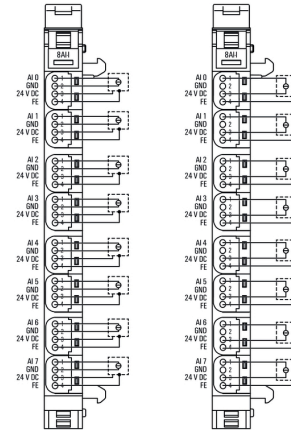 8AH
AI 0
GND
24 V DC
FE
AI 1
GND
24 V DC
FE
AI 2
GND
24 V DC
FE
AI 3
GND
24 V DC
FE
AI 4
GND
24 V DC
FE
AI 5
GND
24 V DC
FE
AI 6
GND
24 V DC
FE
AI 7
GND
24 V DC
FE
8AH
AI 0
GND
24 V DC
FE
AI 1
GND
24 V DC
FE
AI 2
GND
24 V DC
FE
AI 3
GND
24 V DC
FE
AI 4
GND
24 V DC
FE
AI 5
GND
24 V DC
FE
AI 6
GND
24 V DC
FE
AI 7
GND
24 V DC
FE